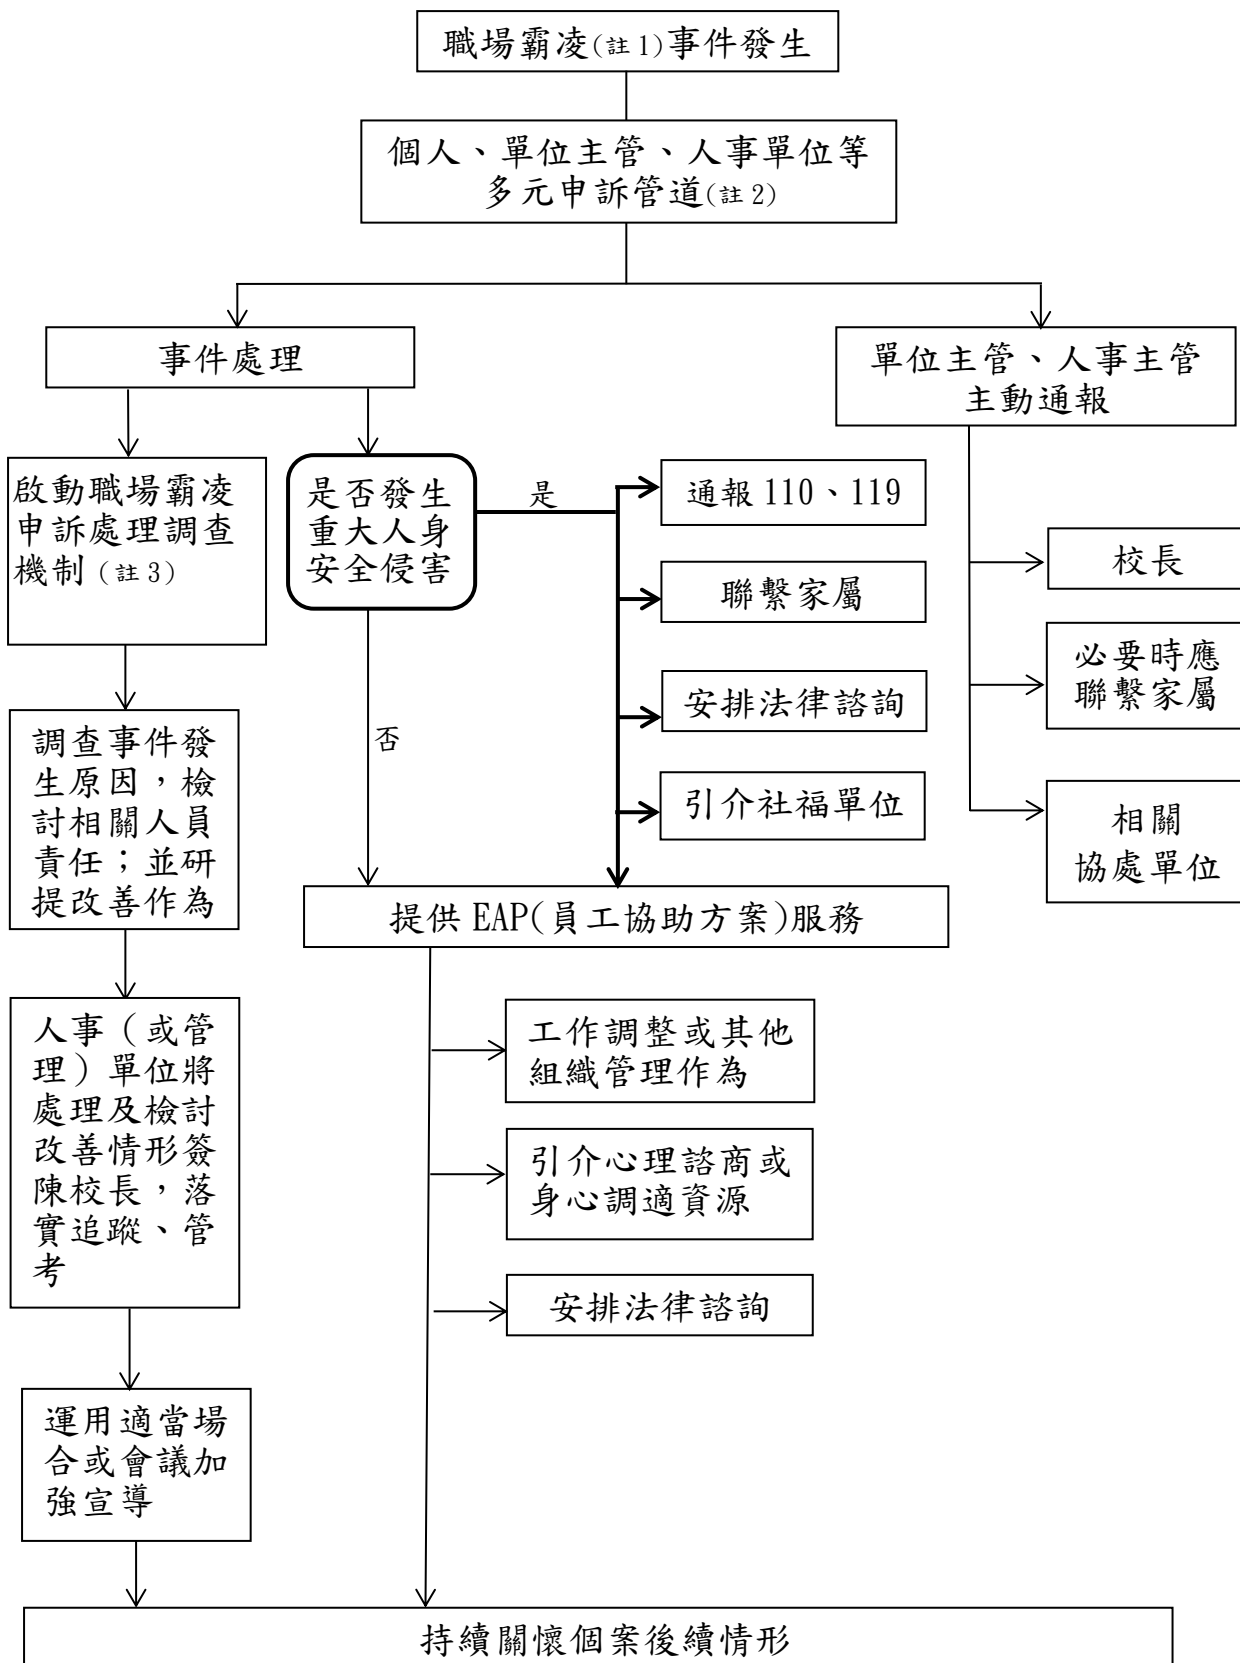 職場霸凌(註1)事件發生
個人、單位主管、人事單位等
多元申訴管道(註2)
事件處理
單位主管、人事主管
主動通報
啟動職場霸凌
申訴處理調查
機制(註3)
是否發生
重大人身
安全侵害
是
否
通報 110、119
聯繫家屬
安排法律諮詢
引介社福單位
校長
必要時應
聯繫家屬
相關
協處單位
調查事件發
生原因，檢
討相關人員
責任；並研
提改善作為
提供 EAP(員工協助方案)服務
人事（或管
理）單位將
處理及檢討
改善情形簽
陳校長，落
實追蹤、管
考
工作調整或其他
組織管理作為
引介心理諮商或
身心調適資源
安排法律諮詢
運用適當場
合或會議加
強宣導
持續關懷個案後續情形